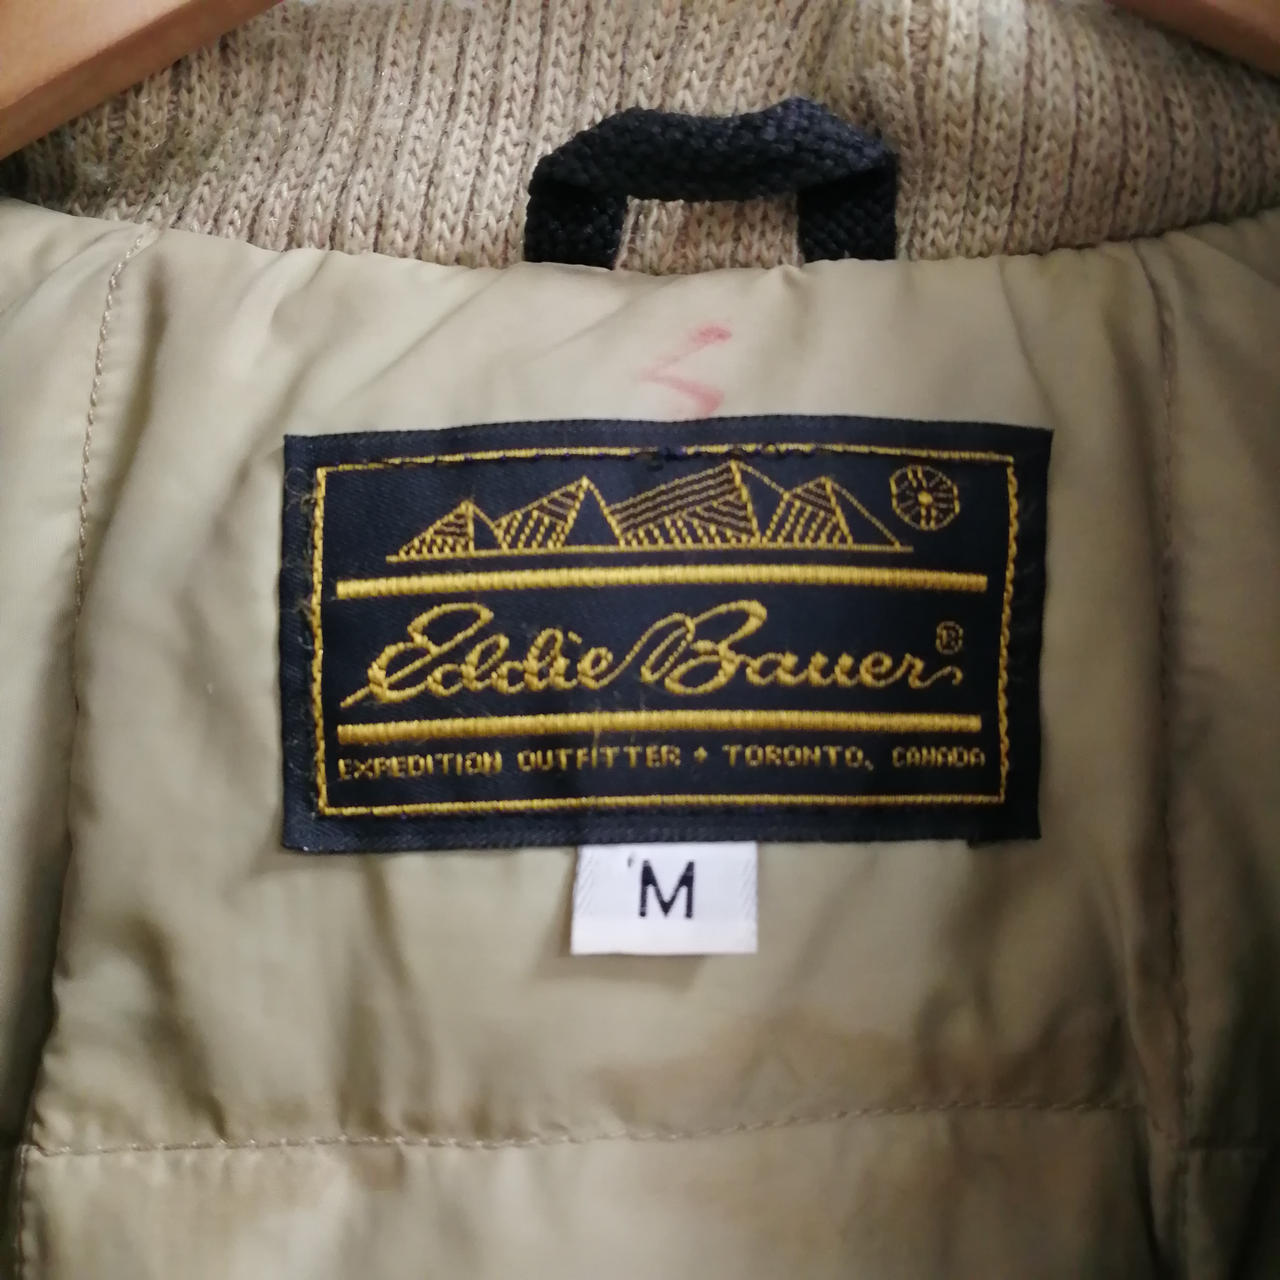 Eddie Bauer®
EXPEDITION OUTFITTER + TORONTO, CANADA
M